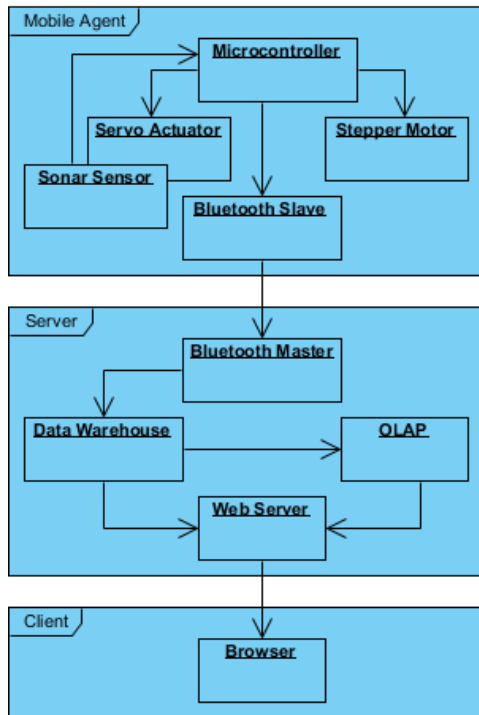 Mobile Agent
Microcontroller
Servo Actuator
Stepper Motor
Sonar Sensor
Bluetooth Slave
Server
Bluetooth Master
Data Warehouse
OLAP
Web Server
Client
Browser